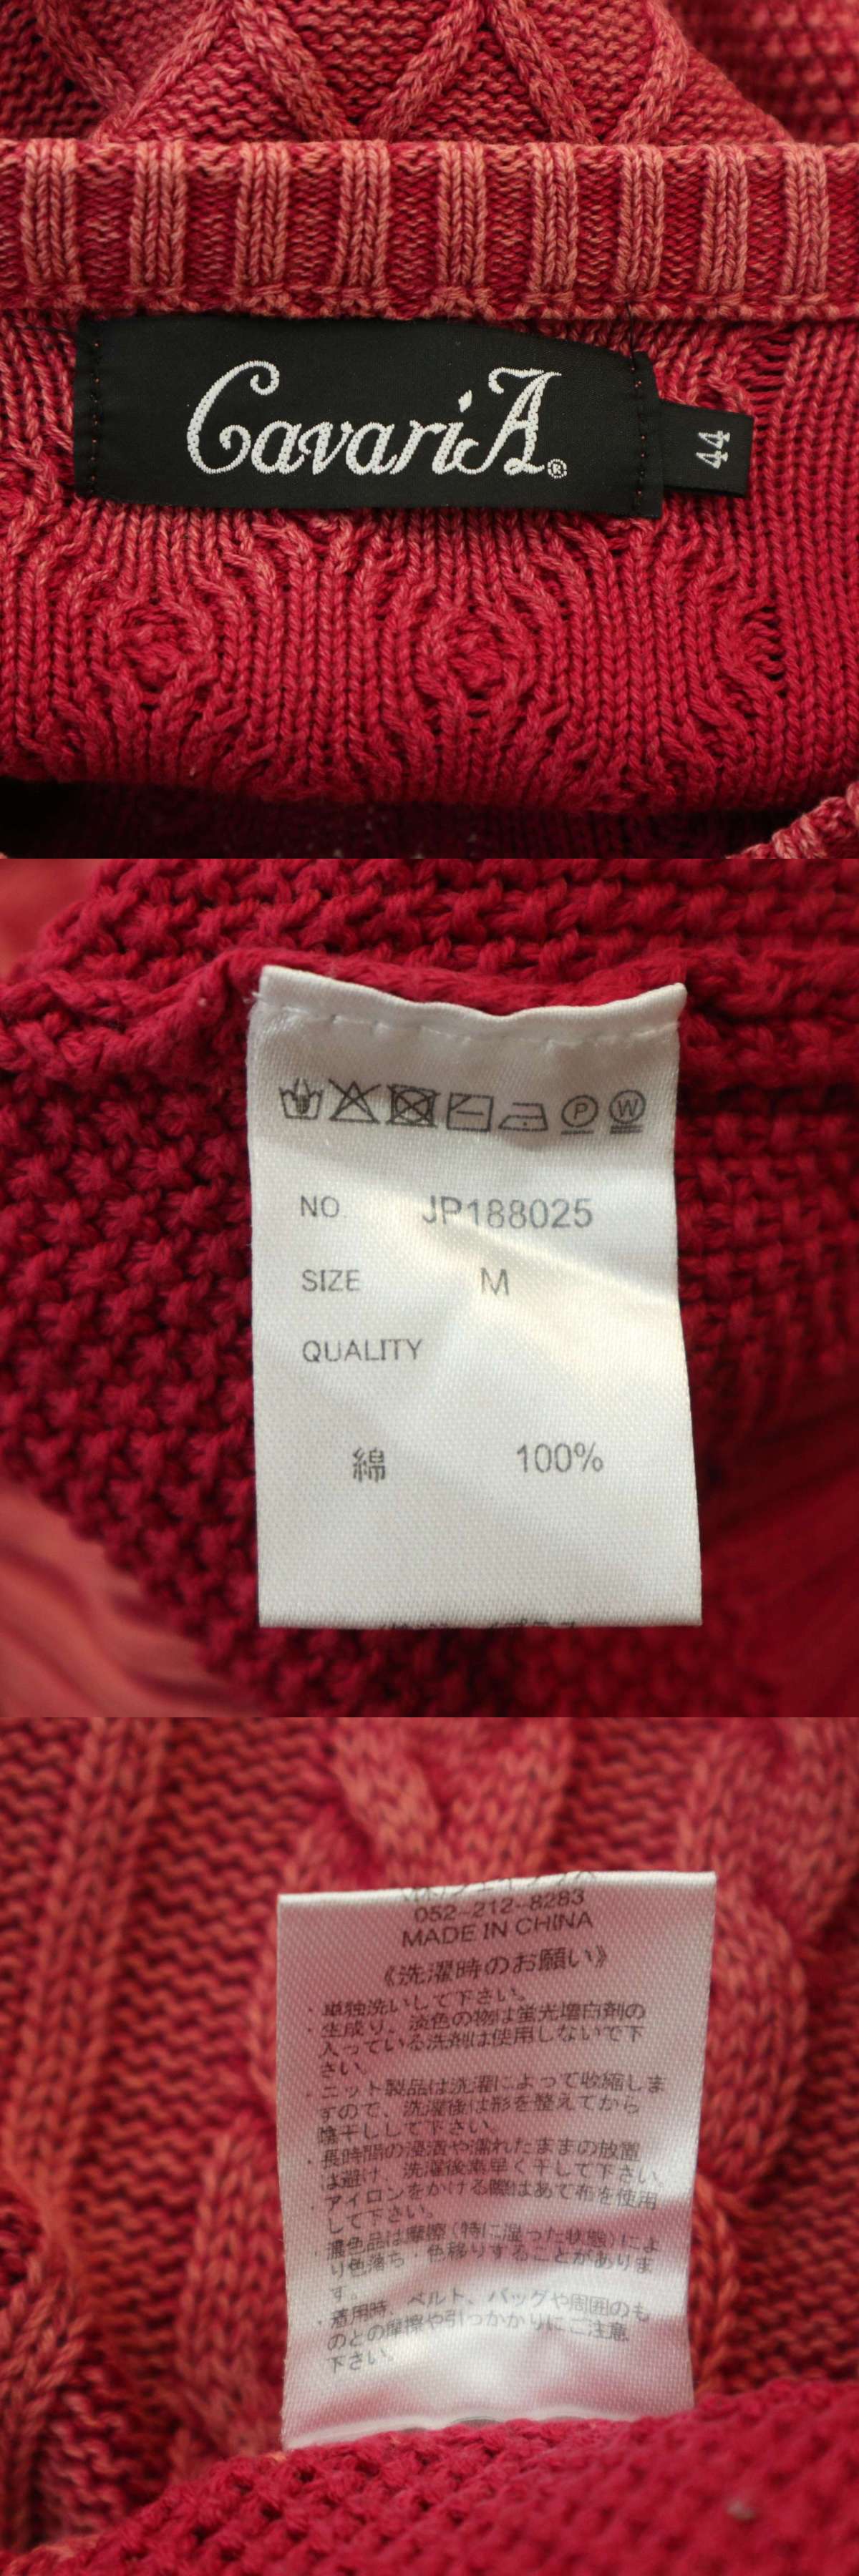 CavariA®
44
P W
NO. JP188025
SIZE M
QUALITY
綿 100%
052-212-8283
MADE IN CHINA
《洗濯時のお願い》
・単独洗いして下さい。
・生成り、淡色の物は蛍光増白剤の
入っている洗剤は使用しないで下
さい。
・ニット製品は洗濯によって収縮しま
すので、洗濯後は形を整えてから
陰干しして下さい。
・長時間の浸漬や濡れたままの放置
は避け、洗濯後素早く干して下さい。
・アイロンをかける際はあて布を使用
して下さい。
・濃色品は摩擦(特に湿った状態)によ
り色落ち・色移りすることがありま
す。
・着用時、ベルト、バッグや周囲のも
のとの摩擦や引っかかりにご注意
下さい。